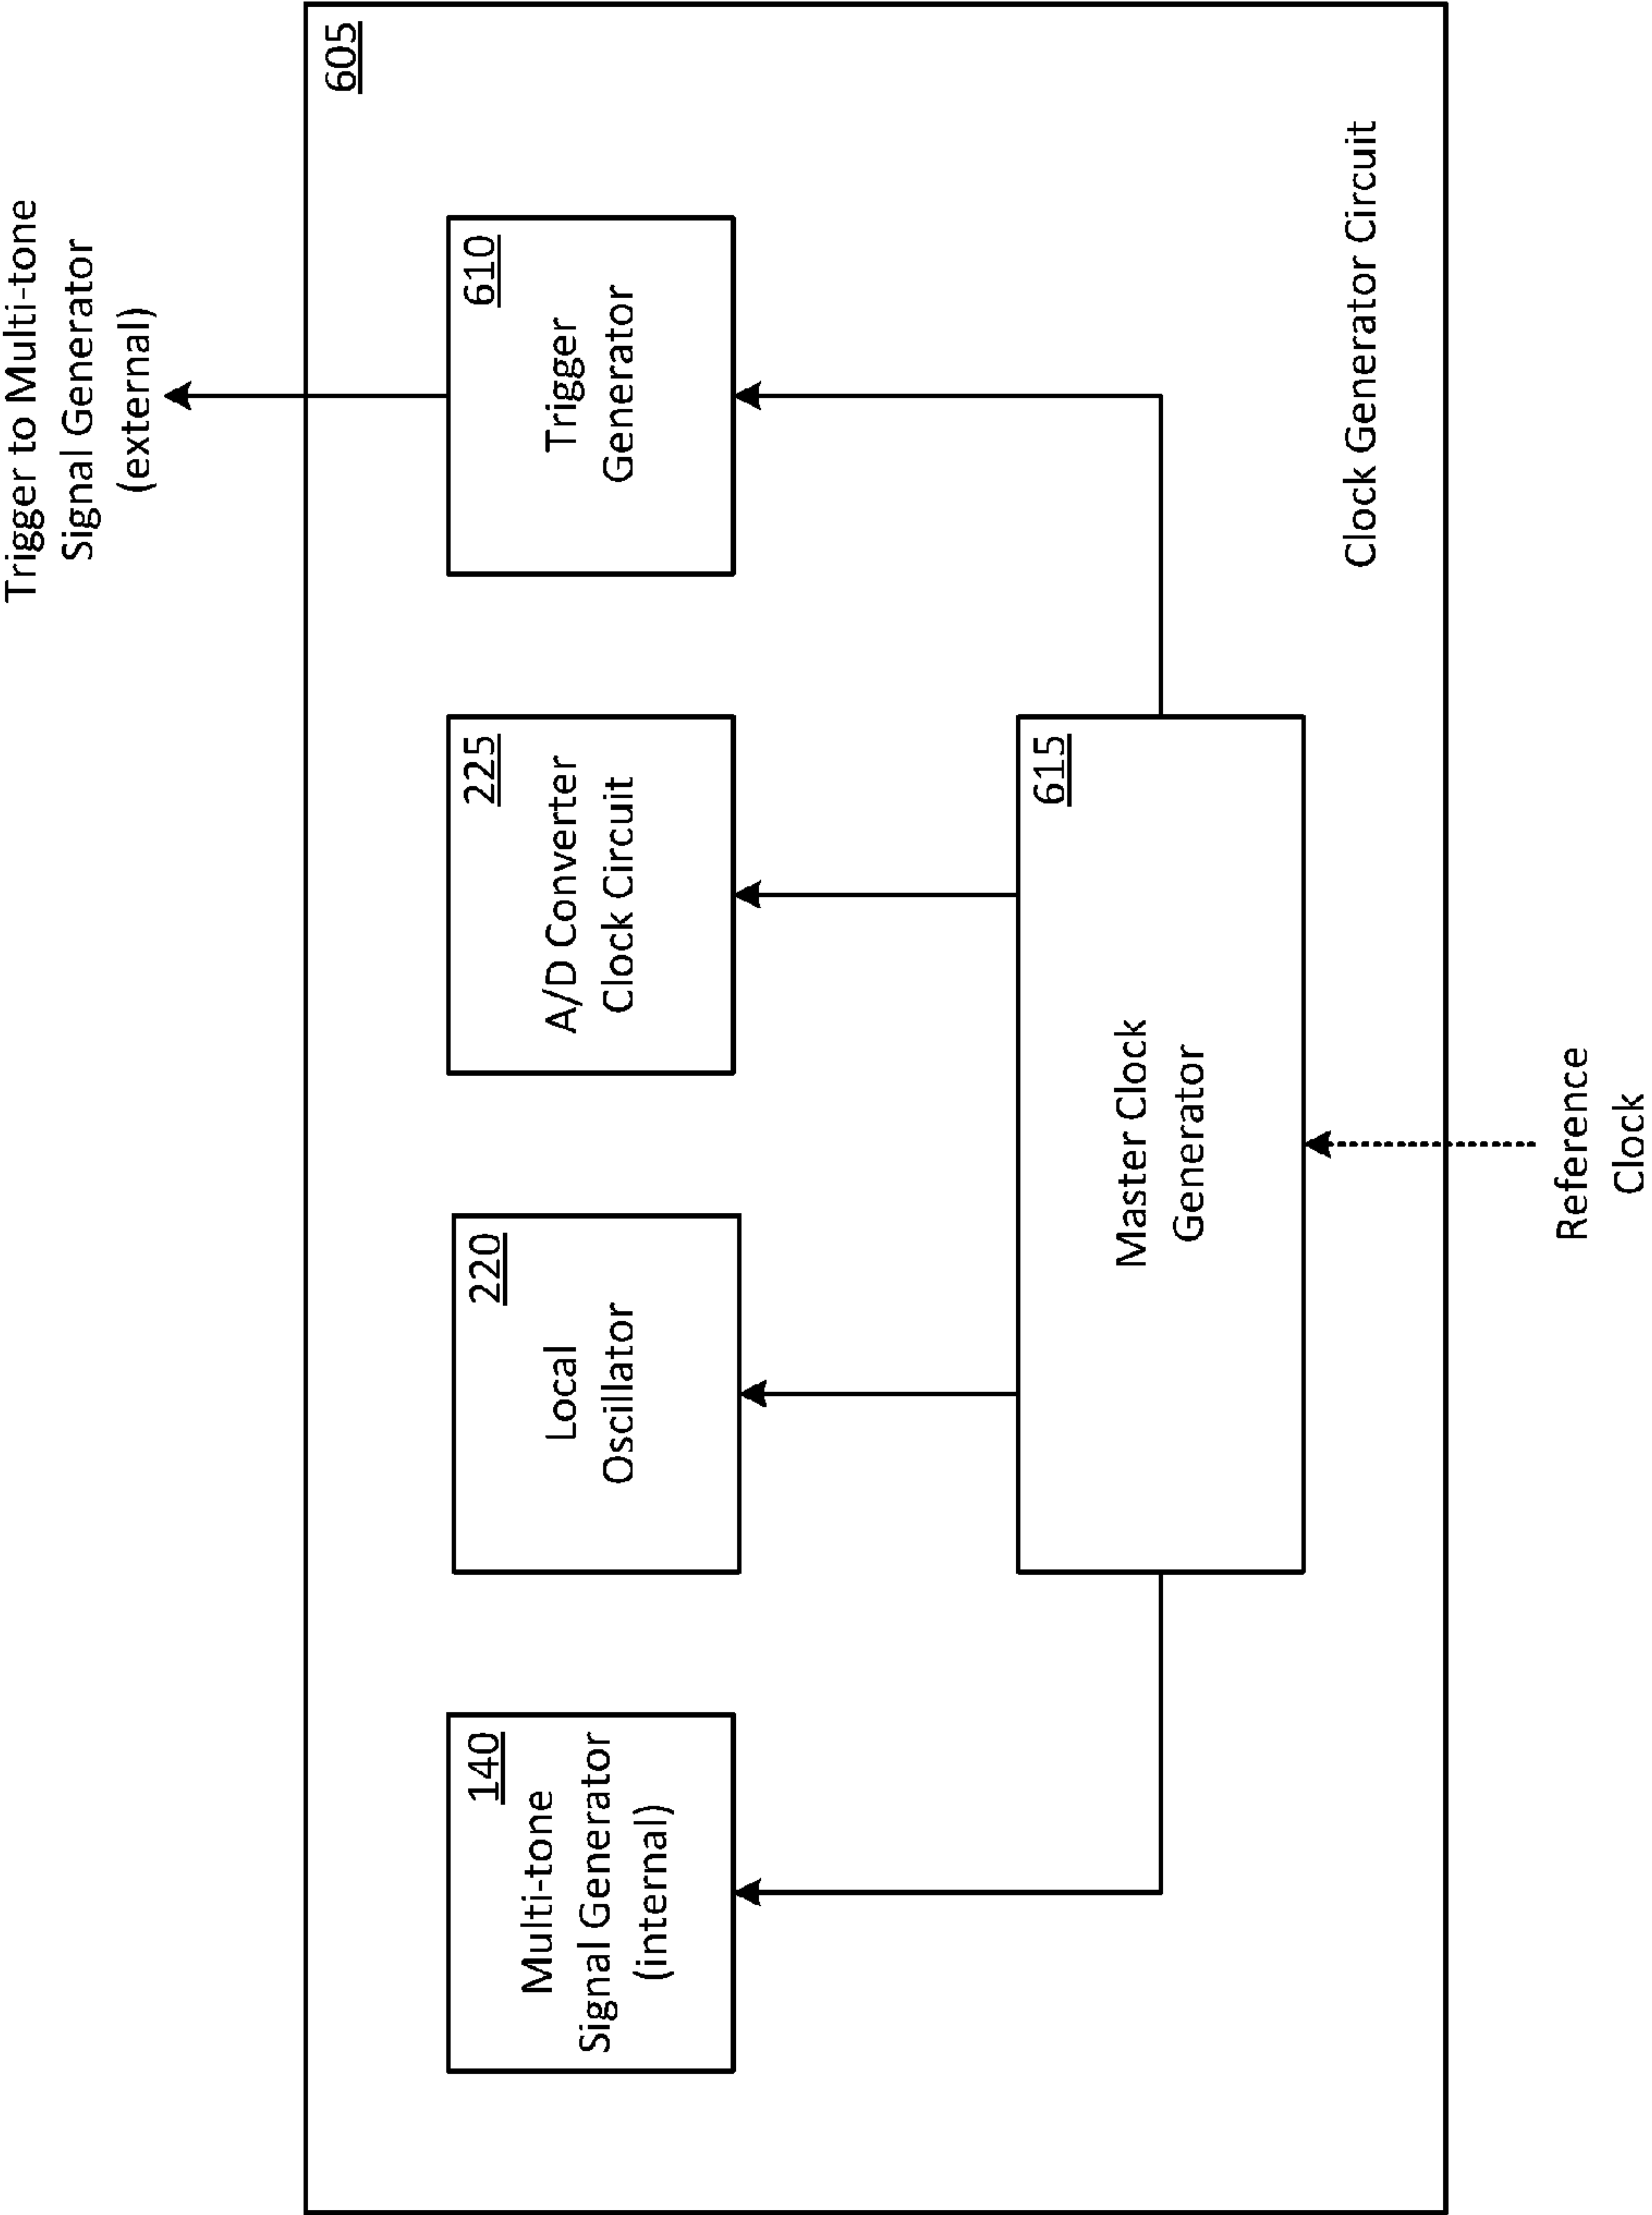 Trigger to Multi-tone
Signal Generator
(external)
605
140
Multi-tone
Signal Generator
(internal)
220
Local
Oscillator
225
A/D Converter
Clock Circuit
610
Trigger
Generator
615
Master Clock
Generator
Clock Generator Circuit
Reference
Clock